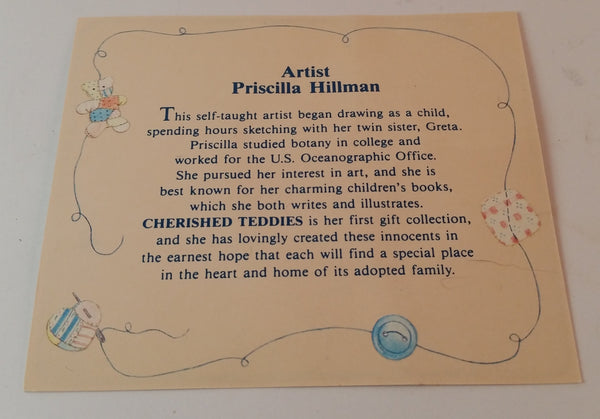 Artist
Priscilla Hillman
This self-taught artist began drawing as a child,
spending hours sketching with her twin sister, Greta.
Priscilla studied botany in college and
worked for the U.S. Oceanographic Office.
She pursued her interest in art, and she is
best known for her charming children's books,
which she both writes and illustrates.
CHERISHED TEDDIES is her first gift collection,
and she has lovingly created these innocents in
the earnest hope that each will find a special place
in the heart and home of its adopted family.